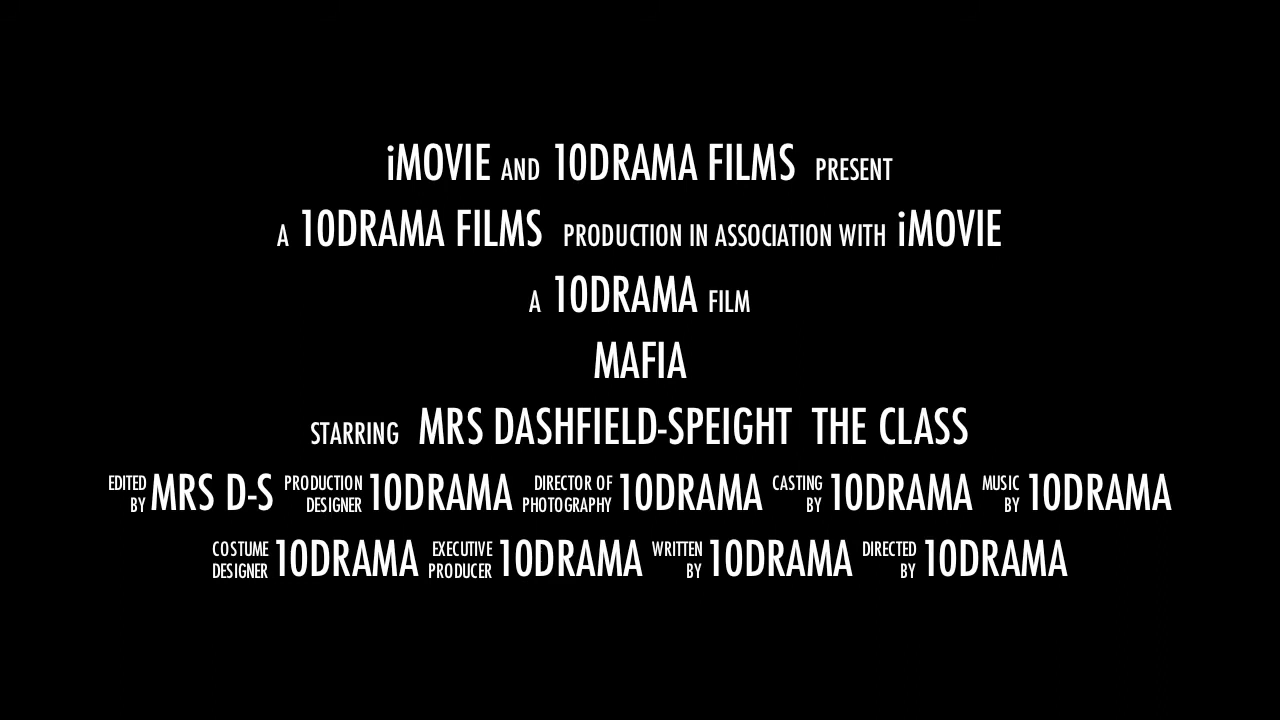 iMOVIE AND 10DRAMA FILMS PRESENT
A 10DRAMA FILMS PRODUCTION IN ASSOCIATION WITH iMOVIE
A 10DRAMA FILM
MAFIA
STARRING MRS DASHFIELD-SPEIGHT THE CLASS
EDITED BY MRS D-S PRODUCTION DESIGNER 10DRAMA DIRECTOR OF PHOTOGRAPHY 10DRAMA CASTING BY 10DRAMA MUSIC BY 10DRAMA
COSTUME DESIGNER 10DRAMA EXECUTIVE PRODUCER 10DRAMA WRITTEN BY 10DRAMA DIRECTED BY 10DRAMA